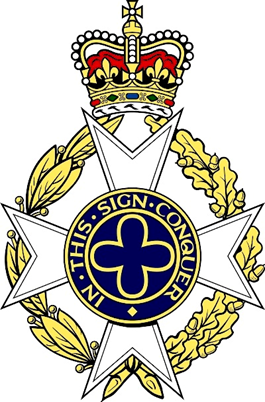 IN · THIS · SIGN · CONQUER